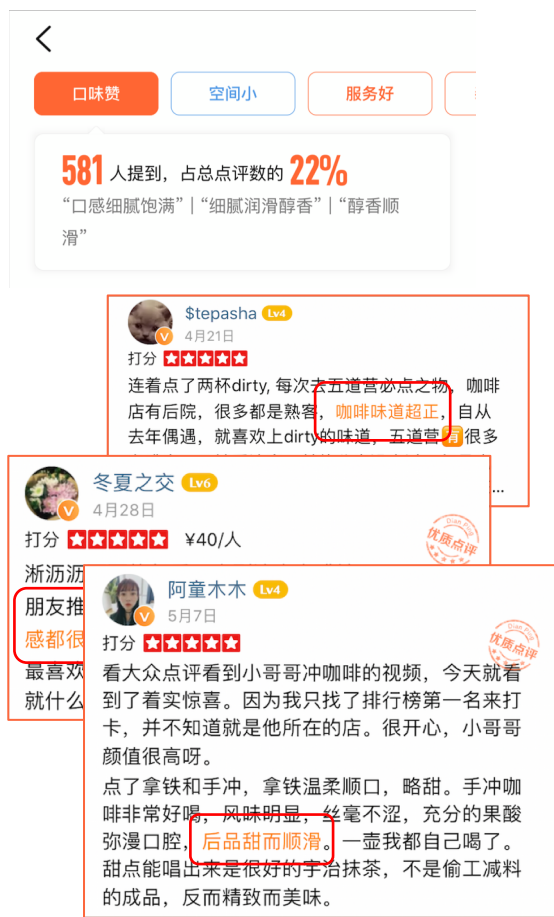 口味赞
空间小
服务好
581 人提到，占总点评数的 22%
“口感细腻饱满” | “细腻润滑醇香” | “醇香顺
滑”
$tepasha Lv4
4月21日
打分
连着点了两杯dirty, 每次去五道营必点之物，咖啡
店有后院，很多都是熟客，咖啡味道超正，自从
去年偶遇，就喜欢上dirty的味道，五道营有很多
...
冬夏之交 Lv6
4月28日
打分 ¥40/人
Dian Ping
优质点评
淅沥沥
朋友推
感都很
最喜欢
就什么
阿童木木 Lv4
5月7日
打分
优质点评
看大众点评看到小哥哥冲咖啡的视频，今天就看
到了着实惊喜。因为我只找了排行榜第一名来打
卡，并不知道就是他所在的店。很开心，小哥哥
颜值很高呀。
点了拿铁和手冲，拿铁温柔顺口，略甜。手冲咖
啡非常好喝，风味明显，丝毫不涩，充分的果酸
弥漫口腔，后品甜而顺滑。一壶我都自己喝了。
甜点能唱出来是很好的宇治抹茶，不是偷工减料
的成品，反而精致而美味。